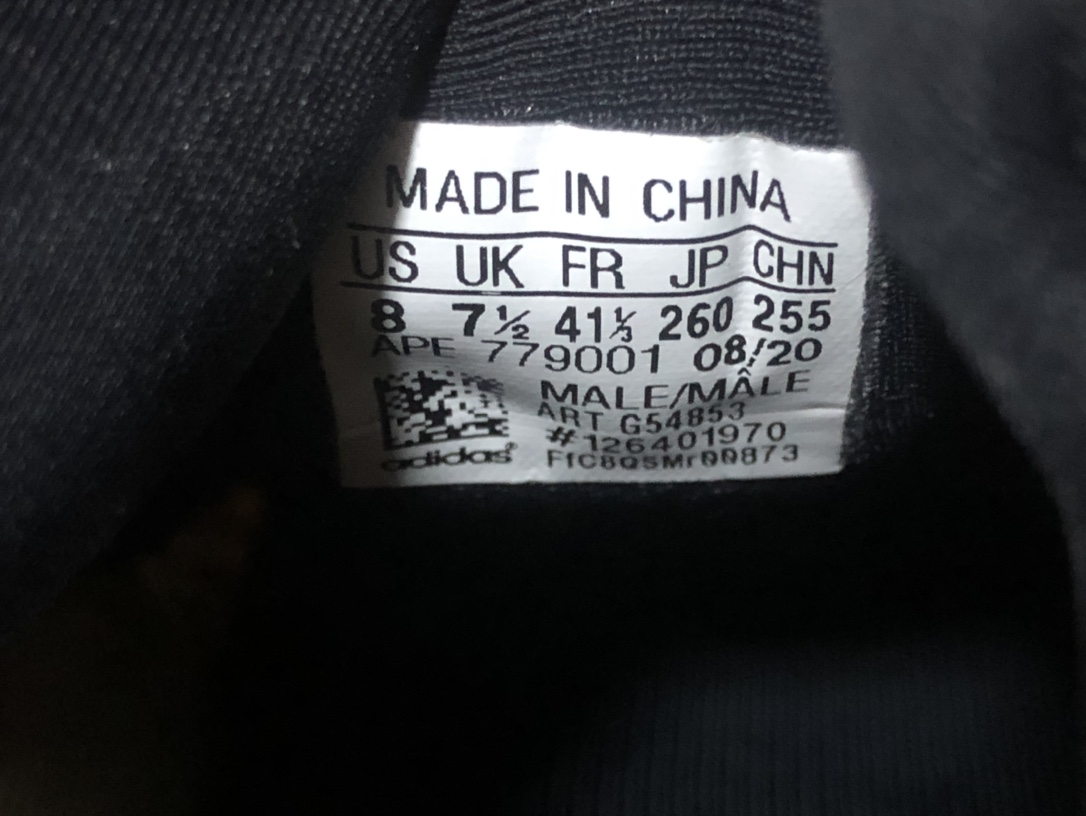 MADE IN CHINA
US UK FR JP CHN
8 7½ 41⅓ 260 255
APE 779001 08/20
MALE/MÂLE
ART G54853
#126401970
adidas® FfC8QsMr00873